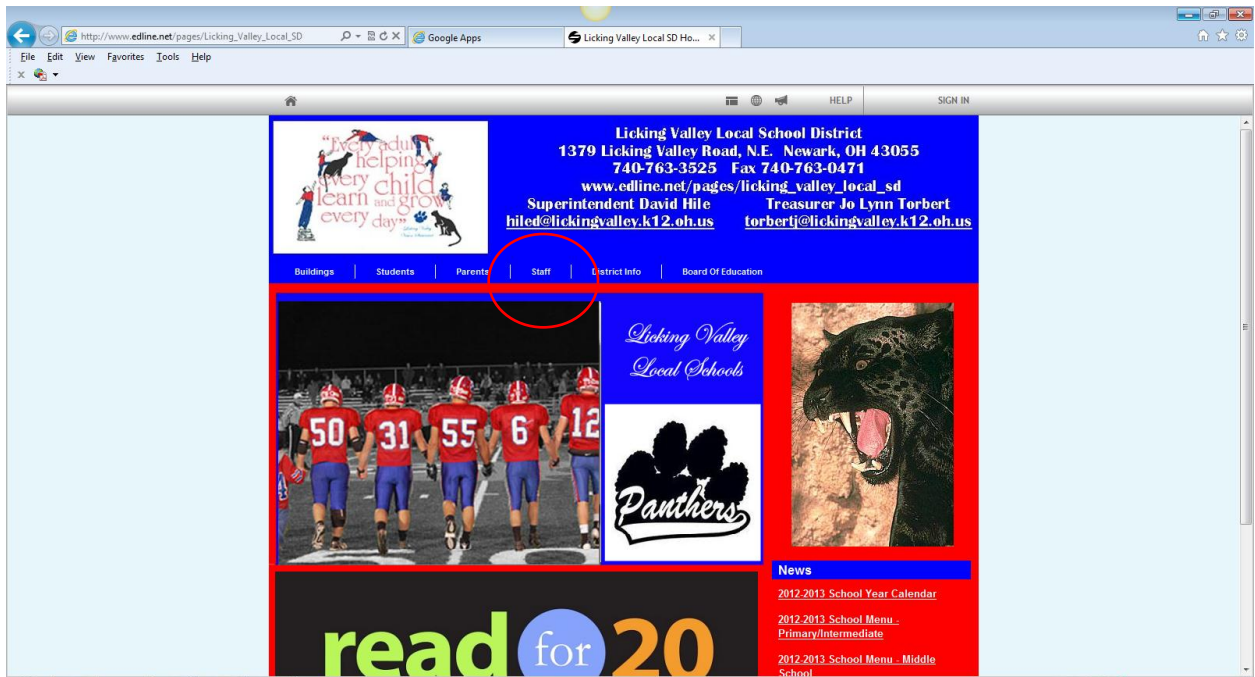 http://www.edline.net/pages/Licking_Valley_Local_SD
Google Apps
Licking Valley Local SD Ho...
File Edit View Favorites Tools Help
HELP
SIGN IN
"Every adult
helping
every child
learn and grow
every day"
Licking Valley Local School District
1379 Licking Valley Road, N.E. Newark, OH 43055
740-763-3525 Fax 740-763-0471
www.edline.net/pages/licking_valley_local_sd
Superintendent David Hile Treasurer Jo Lynn Torbert
hiled@lickingvalley.k12.oh.us torbertj@lickingvalley.k12.oh.us
Buildings Students Parents Staff District Info Board Of Education
Licking Valley
Local Schools
50 31 55 6 12
Panthers
News
2012-2013 School Year Calendar
2012-2013 School Menu -
Primary/Intermediate
2012-2013 School Menu - Middle
School
read for 20